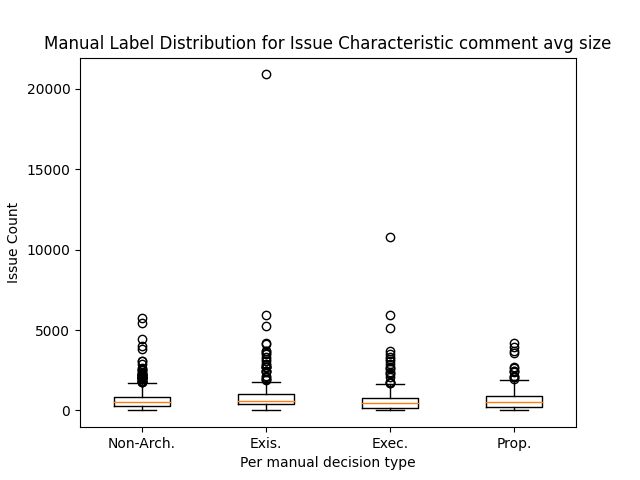 Manual Label Distribution for Issue Characteristic comment avg size
20000
15000
10000
5000
0
Issue Count
Non-Arch.
Exis.
Exec.
Prop.
Per manual decision type